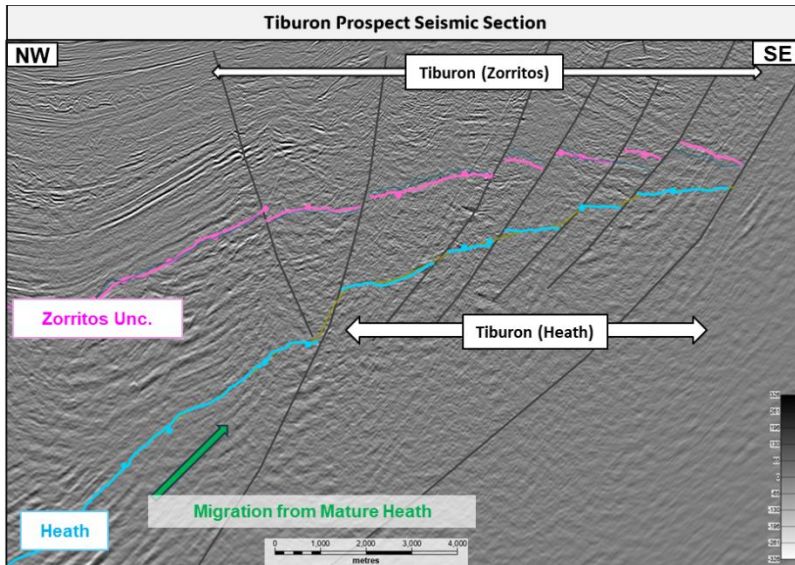 Tiburon Prospect Seismic Section
NW
SE
Tiburon (Zorritos)
Zorritos Unc.
Tiburon (Heath)
Migration from Mature Heath
Heath
0 1,000 2,000 3,000 4,000
metres